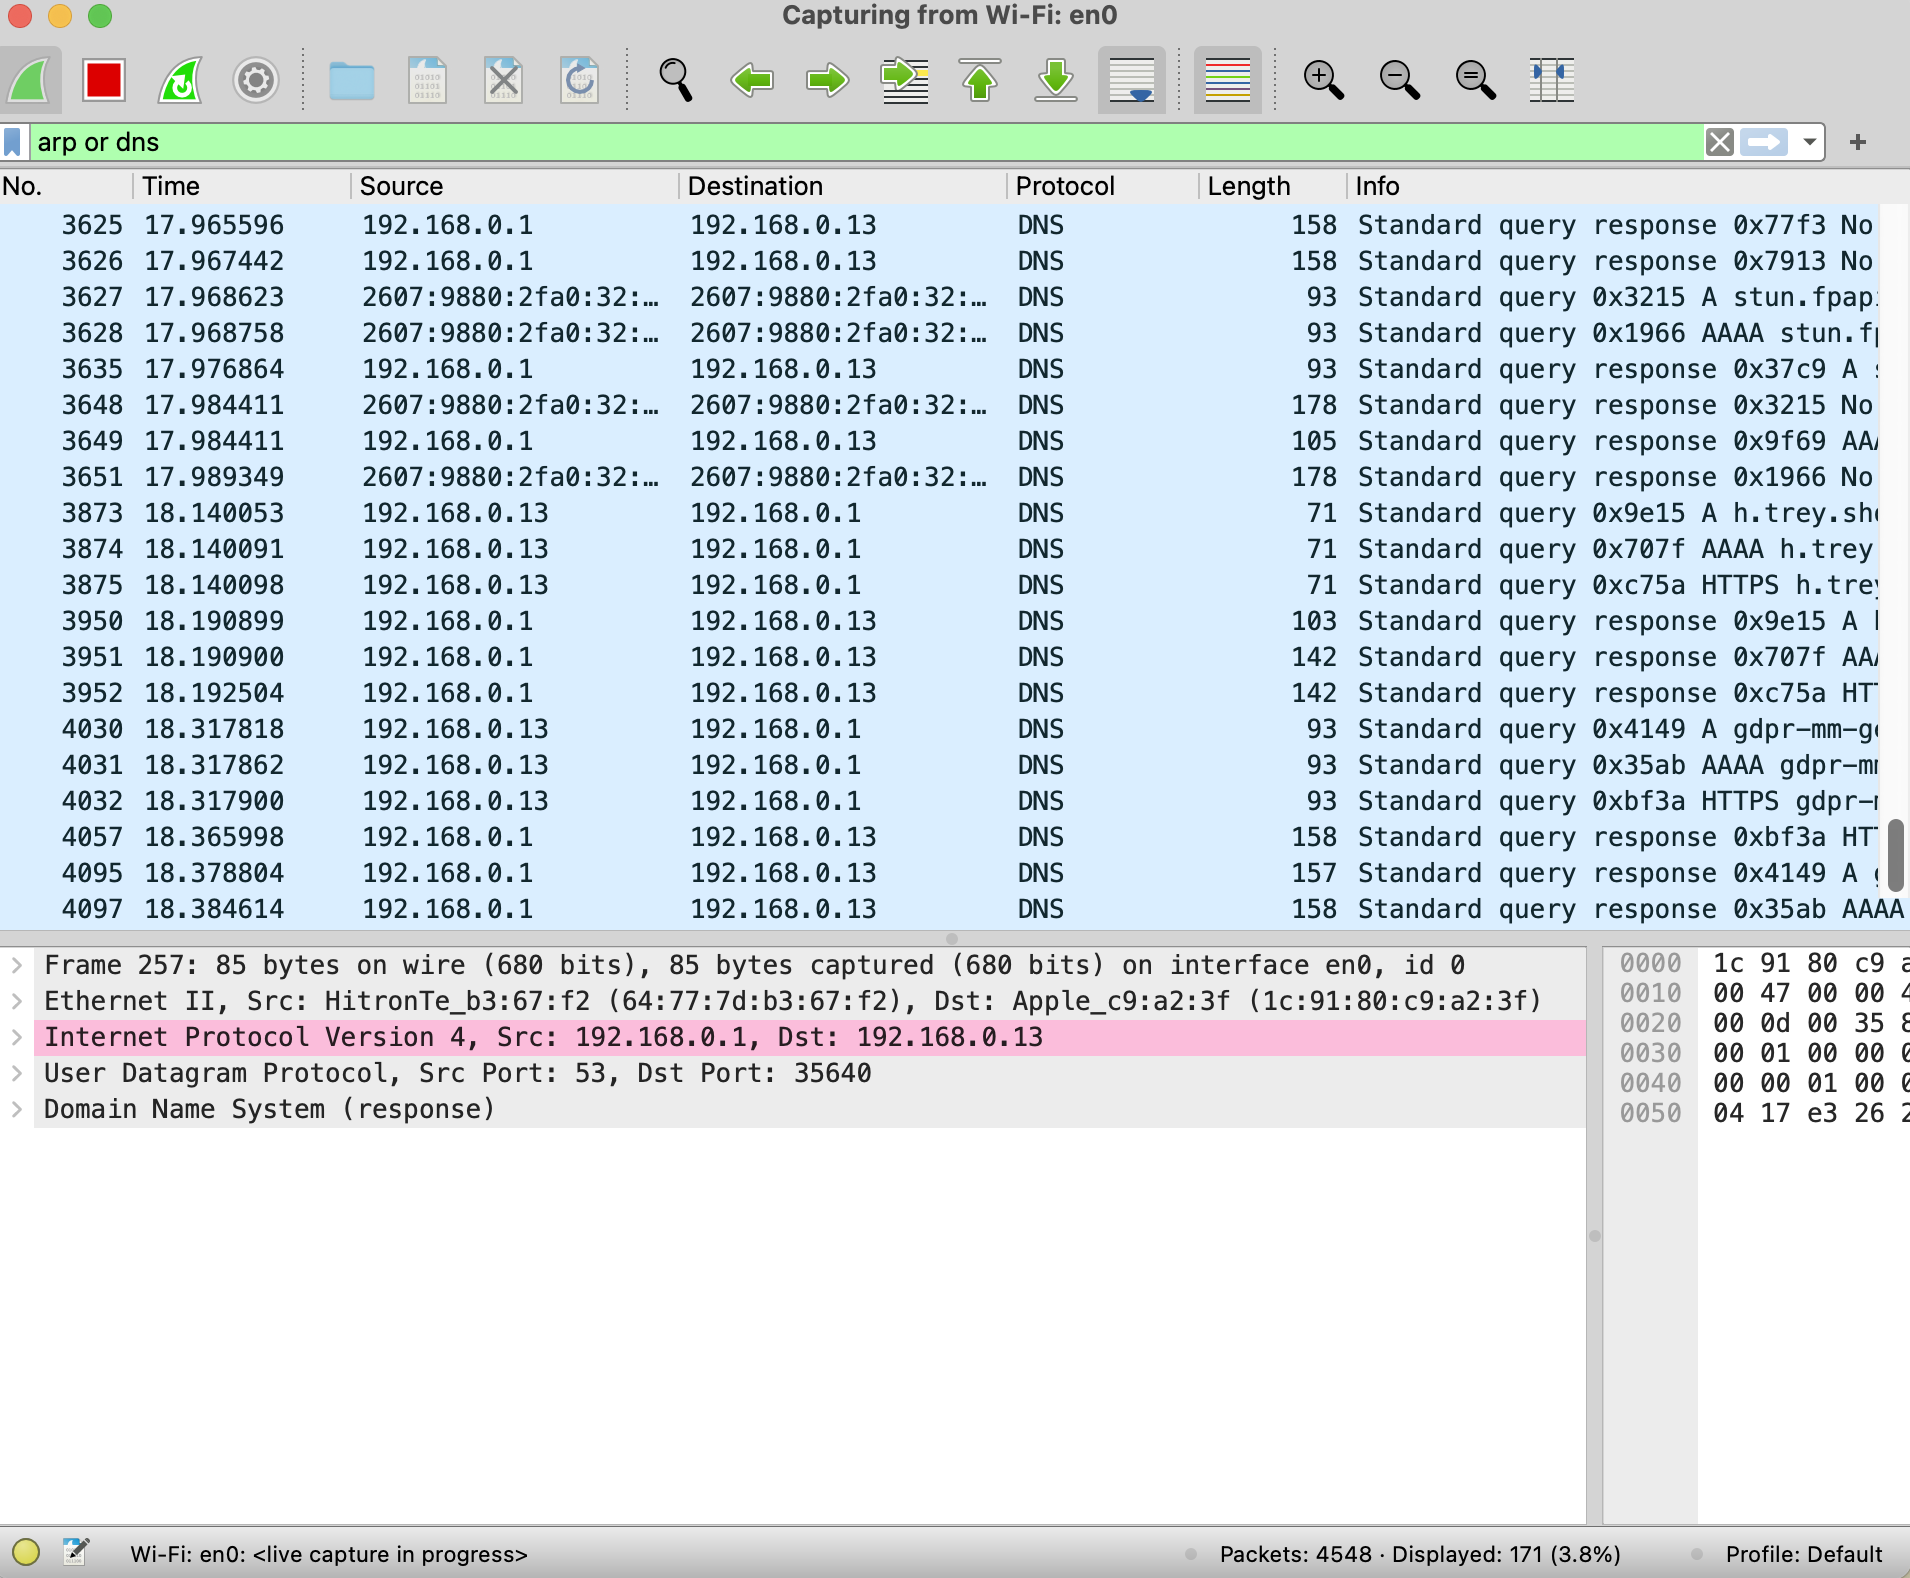 Capturing from Wi-Fi: en0
arp or dns
No. Time Source Destination Protocol Length Info
3625 17.965596 192.168.0.1 192.168.0.13 DNS 158 Standard query response 0x77f3 No
3626 17.967442 192.168.0.1 192.168.0.13 DNS 158 Standard query response 0x7913 No
3627 17.968623 2607:9880:2fa0:32:… 2607:9880:2fa0:32:… DNS 93 Standard query 0x3215 A stun.fpap
3628 17.968758 2607:9880:2fa0:32:… 2607:9880:2fa0:32:… DNS 93 Standard query 0x1966 AAAA stun.f
3635 17.976864 192.168.0.1 192.168.0.13 DNS 93 Standard query response 0x37c9 A
3648 17.984411 2607:9880:2fa0:32:… 2607:9880:2fa0:32:… DNS 178 Standard query response 0x3215 No
3649 17.984411 192.168.0.1 192.168.0.13 DNS 105 Standard query response 0x9f69 AAA
3651 17.989349 2607:9880:2fa0:32:… 2607:9880:2fa0:32:… DNS 178 Standard query response 0x1966 No
3873 18.140053 192.168.0.13 192.168.0.1 DNS 71 Standard query 0x9e15 A h.trey.sh
3874 18.140091 192.168.0.13 192.168.0.1 DNS 71 Standard query 0x707f AAAA h.trey
3875 18.140098 192.168.0.13 192.168.0.1 DNS 71 Standard query 0xc75a HTTPS h.trey
3950 18.190899 192.168.0.1 192.168.0.13 DNS 103 Standard query response 0x9e15 A
3951 18.190900 192.168.0.1 192.168.0.13 DNS 142 Standard query response 0x707f AAA
3952 18.192504 192.168.0.1 192.168.0.13 DNS 142 Standard query response 0xc75a HT
4030 18.317818 192.168.0.13 192.168.0.1 DNS 93 Standard query 0x4149 A gdpr-mm-g
4031 18.317862 192.168.0.13 192.168.0.1 DNS 93 Standard query 0x35ab AAAA gdpr-m
4032 18.317900 192.168.0.13 192.168.0.1 DNS 93 Standard query 0xbf3a HTTPS gdpr-
4057 18.365998 192.168.0.1 192.168.0.13 DNS 158 Standard query response 0xbf3a HT
4095 18.378804 192.168.0.1 192.168.0.13 DNS 157 Standard query response 0x4149 A
4097 18.384614 192.168.0.1 192.168.0.13 DNS 158 Standard query response 0x35ab AAAA
Frame 257: 85 bytes on wire (680 bits), 85 bytes captured (680 bits) on interface en0, id 0
Ethernet II, Src: HitronTe_b3:67:f2 (64:77:7d:b3:67:f2), Dst: Apple_c9:a2:3f (1c:91:80:c9:a2:3f)
Internet Protocol Version 4, Src: 192.168.0.1, Dst: 192.168.0.13
User Datagram Protocol, Src Port: 53, Dst Port: 35640
Domain Name System (response)
0000 1c 91 80 c9 a
0010 00 47 00 00 4
0020 00 0d 00 35 8
0030 00 01 00 00 0
0040 00 00 01 00 0
0050 04 17 e3 26 2
Wi-Fi: en0: <live capture in progress> Packets: 4548 · Displayed: 171 (3.8%) Profile: Default